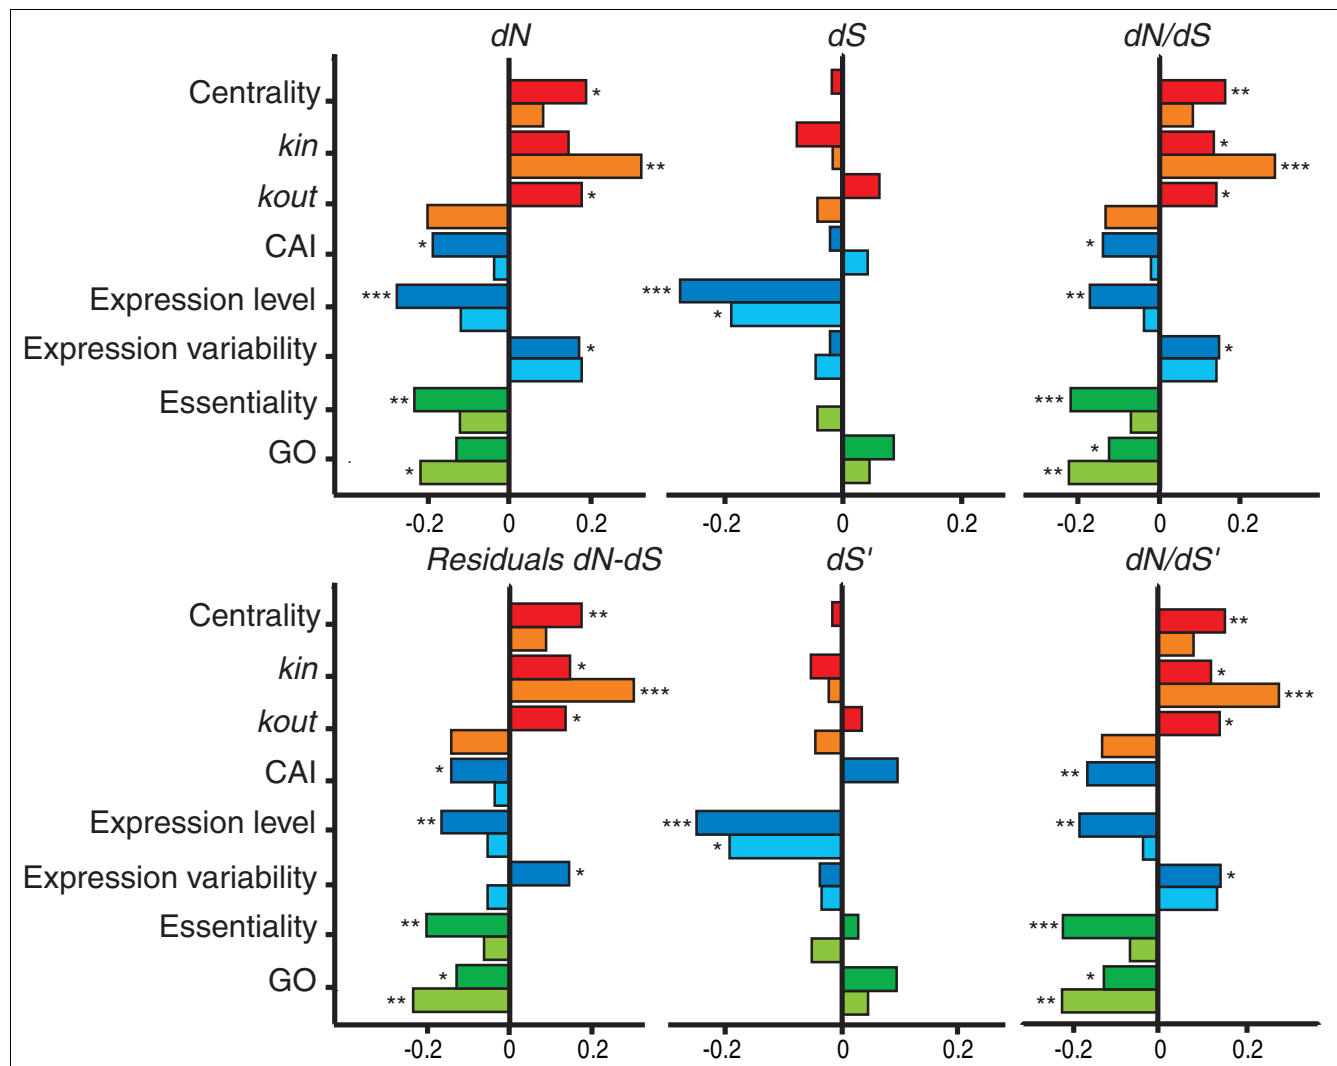 dN dS dN/dS
Centrality * **
kin ** * ***
kout * *
CAI * *
Expression level *** *** * **
Expression variability * *
Essentiality ** ***
GO * * **
-0.2 0 0.2 -0.2 0 0.2 -0.2 0 0.2
Residuals dN-dS dS' dN/dS'
Centrality ** **
kin * *** * ***
kout * *
CAI * **
Expression level ** *** * **
Expression variability * *
Essentiality ** ***
GO * ** * **
-0.2 0 0.2 -0.2 0 0.2 -0.2 0 0.2